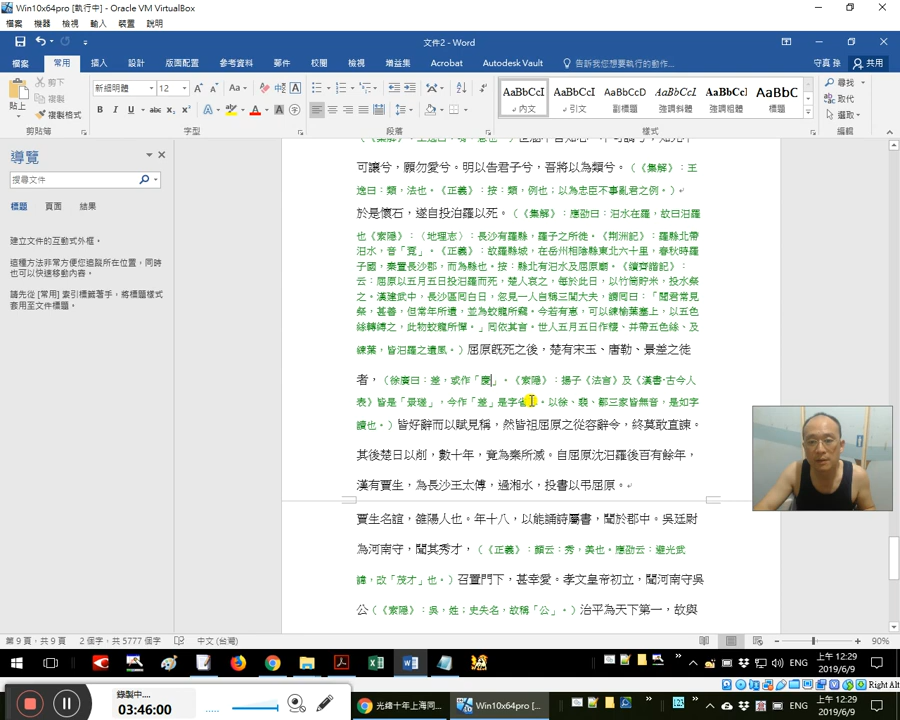 Win10x64pro [執行中] - Oracle VM VirtualBox
檔案 機器 檢視 輸入 裝置 說明
文件2 - Word
檔案 常用 插入 設計 版面配置 參考資料 郵件 校閱 檢視 增益集 Acrobat Autodesk Vault 告訴我您想要執行的動作... 守真 孫 共用
貼上 剪下 複製 複製格式 新細明體 12 AaBbCcI AaBbCcI AaBbCcD AaBbCcI AaBbCcI AaBbC 尋找 取代 選取
內文 引文 副標題 強調斜體 強調粗體 標題
剪貼簿 字型 段落 樣式 編輯
導覽
搜尋文件
標題 頁面 結果
建立文件的互動式外框。
這種方法非常方便您追蹤所在位置，同時
也可以快速移動內容。
請先從 [常用] 索引標籤著手，將標題樣式
套用至文件標題。
可讓兮，願勿愛兮。明以告君子兮，吾將以為類兮。（《集解》：王
逸曰：類，法也。《正義》：按：類，例也；以為忠臣不事亂君之例。）
於是懷石，遂自投汨羅以死。（《集解》：應劭曰：汨水在羅，故曰汨羅
也《索隱》：〈地理志〉：長沙有羅縣，羅子之所徙。《荆洲記》：羅縣北帶
汨水，音「覓」。《正義》：故羅縣城，在岳州湘陰縣東北六十里，春秋時羅
子國，秦置長沙郡，而為縣也。按：縣北有汨水及屈原廟。《續齊諧記》：
云：屈原以五月五日投汨羅而死，楚人哀之，每於此日，以竹筒貯米，投水祭
之。漢建武中，長沙區囘白日，忽見一人自稱三閭大夫，謂囘曰：「聞君常見
祭，甚善，但常年所遺，並為蛟龍所竊。今若有惠，可以練榆葉塞上，以五色
絲轉縛之，此物蛟龍所憚。」囘依其言。世人五月五日作糭、并帶五色絲、及
練葉，皆汨羅之遺風。）屈原旣死之後，楚有宋玉、唐勒、景差之徙
者，（徐廣曰：差，或作「慶」。《索隱》：揚子《法言》及《漢書·古今人
表》皆是「景瑳」，今作「差」是字省。以徐、裴、鄒三家皆無音，是如字
讀也。）皆好辭而以賦見稱，然皆祖屈原之從容辭令，終莫敢直諫。
其後楚日以削，數十年，竟為秦所滅。自屈原沈汨羅後百有餘年，
漢有賈生，為長沙王太傅，過湘水，投書以弔屈原。
賈生名誼，雒陽人也。年十八，以能誦詩屬書，聞於郡中。吳廷尉
為河南守，聞其秀才，（《正義》：顏云：秀，美也。應劭云：避光武
諱，改「茂才」也。）召置門下，甚幸愛。孝文皇帝初立，聞河南守吳
公（《索隱》：吳，姓；史失名，故稱「公」。）治平為天下第一，故與
第 9 頁，共 9 頁 2 個字，共 5777 個字 中文 (台灣) 90%
ENG 上午 12:29 2019/6/9
Right Alt
錄製中....
03:46:00
光緒十年上海同... Win10x64pro [執... ENG 上午 12:29 2019/6/9